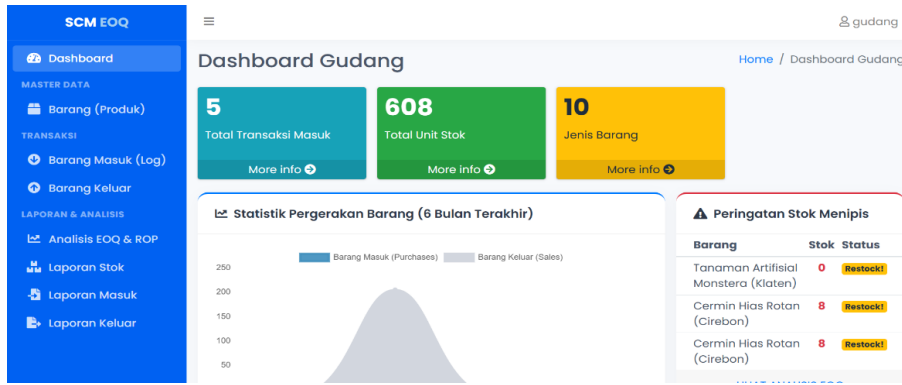 SCM EOQ
gudang
Dashboard
MASTER DATA
Barang (Produk)
TRANSAKSI
Barang Masuk (Log)
Barang Keluar
LAPORAN & ANALISIS
Analisis EOQ & ROP
Laporan Stok
Laporan Masuk
Laporan Keluar
Dashboard Gudang
Home / Dashboard Gudang
5
Total Transaksi Masuk
More info
608
Total Unit Stok
More info
10
Jenis Barang
More info
Statistik Pergerakan Barang (6 Bulan Terakhir)
Barang Masuk (Purchases) Barang Keluar (Sales)
250
200
150
100
50
Peringatan Stok Menipis
Barang Stok Status
Tanaman Artifisial 0 Restock!
Monstera (Klaten)
Cermin Hias Rotan 8 Restock!
(Cirebon)
Cermin Hias Rotan 8 Restock!
(Cirebon)